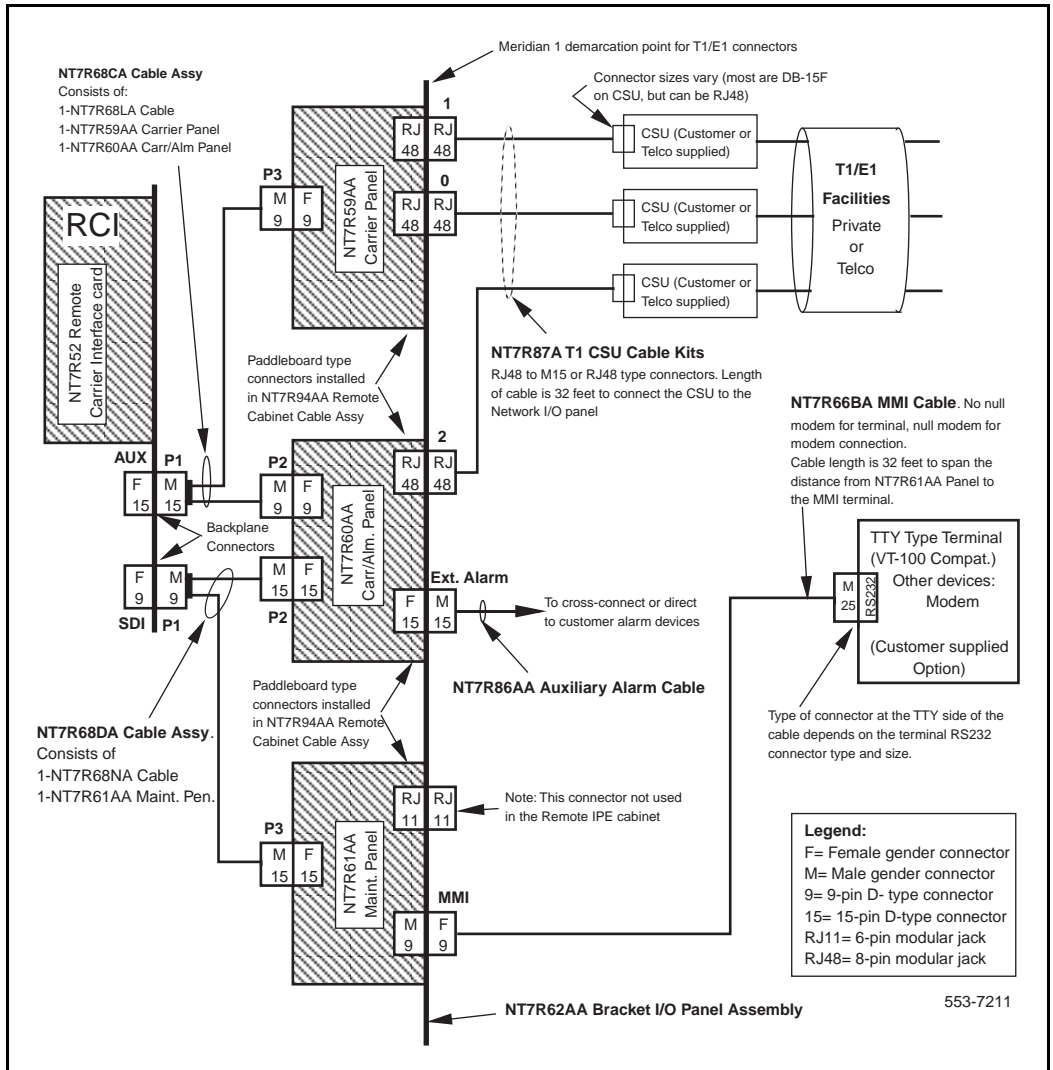 Meridian 1 demarcation point for T1/E1 connectors
NT7R68CA Cable Assy
Consists of:
1-NT7R68LA Cable
1-NT7R59AA Carrier Panel
1-NT7R60AA Carr/Alm Panel
Connector sizes vary (most are DB-15F
on CSU, but can be RJ48)
1
RJ
48
RJ
48
CSU (Customer or
Telco supplied)
T1/E1
Facilities
Private
or
Telco
P3
M
9
F
9
NT7R59AA
Carrier Panel
0
RJ
48
RJ
48
CSU (Customer or
Telco supplied)
RCI
NT7R52 Remote
Carrier Interface card
CSU (Customer or
Telco supplied)
Paddleboard type
connectors installed
in NT7R94AA Remote
Cabinet Cable Assy
NT7R87A T1 CSU Cable Kits
RJ48 to M15 or RJ48 type connectors. Length
of cable is 32 feet to connect the CSU to the
Network I/O panel
NT7R66BA MMI Cable. No null
modem for terminal, null modem for
modem connection.
Cable length is 32 feet to span the
distance from NT7R61AA Panel to
the MMI terminal.
AUX
P1
F
15
M
15
P2
M
9
F
9
NT7R60AA
Carr/Alm. Panel
2
RJ
48
RJ
48
Backplane
Connectors
F
9
M
9
SDI
P1
M
15
F
15
P2
Ext. Alarm
F
15
M
15
To cross-connect or direct
to customer alarm devices
NT7R86AA Auxiliary Alarm Cable
TTY Type Terminal
(VT-100 Compat.)
Other devices:
Modem
(Customer supplied
Option)
M
25
RS232
Type of connector at the TTY side of the
cable depends on the terminal RS232
connector type and size.
NT7R68DA Cable Assy.
Consists of
1-NT7R68NA Cable
1-NT7R61AA Maint. Pen.
Paddleboard type
connectors installed
in NT7R94AA Remote
Cabinet Cable Assy
P3
M
15
F
15
NT7R61AA
Maint. Panel
RJ
11
RJ
11
Note: This connector not used
in the Remote IPE cabinet
MMI
M
9
F
9
Legend:
F= Female gender connector
M= Male gender connector
9= 9-pin D- type connector
15= 15-pin D-type connector
RJ11= 6-pin modular jack
RJ48= 8-pin modular jack
NT7R62AA Bracket I/O Panel Assembly
553-7211